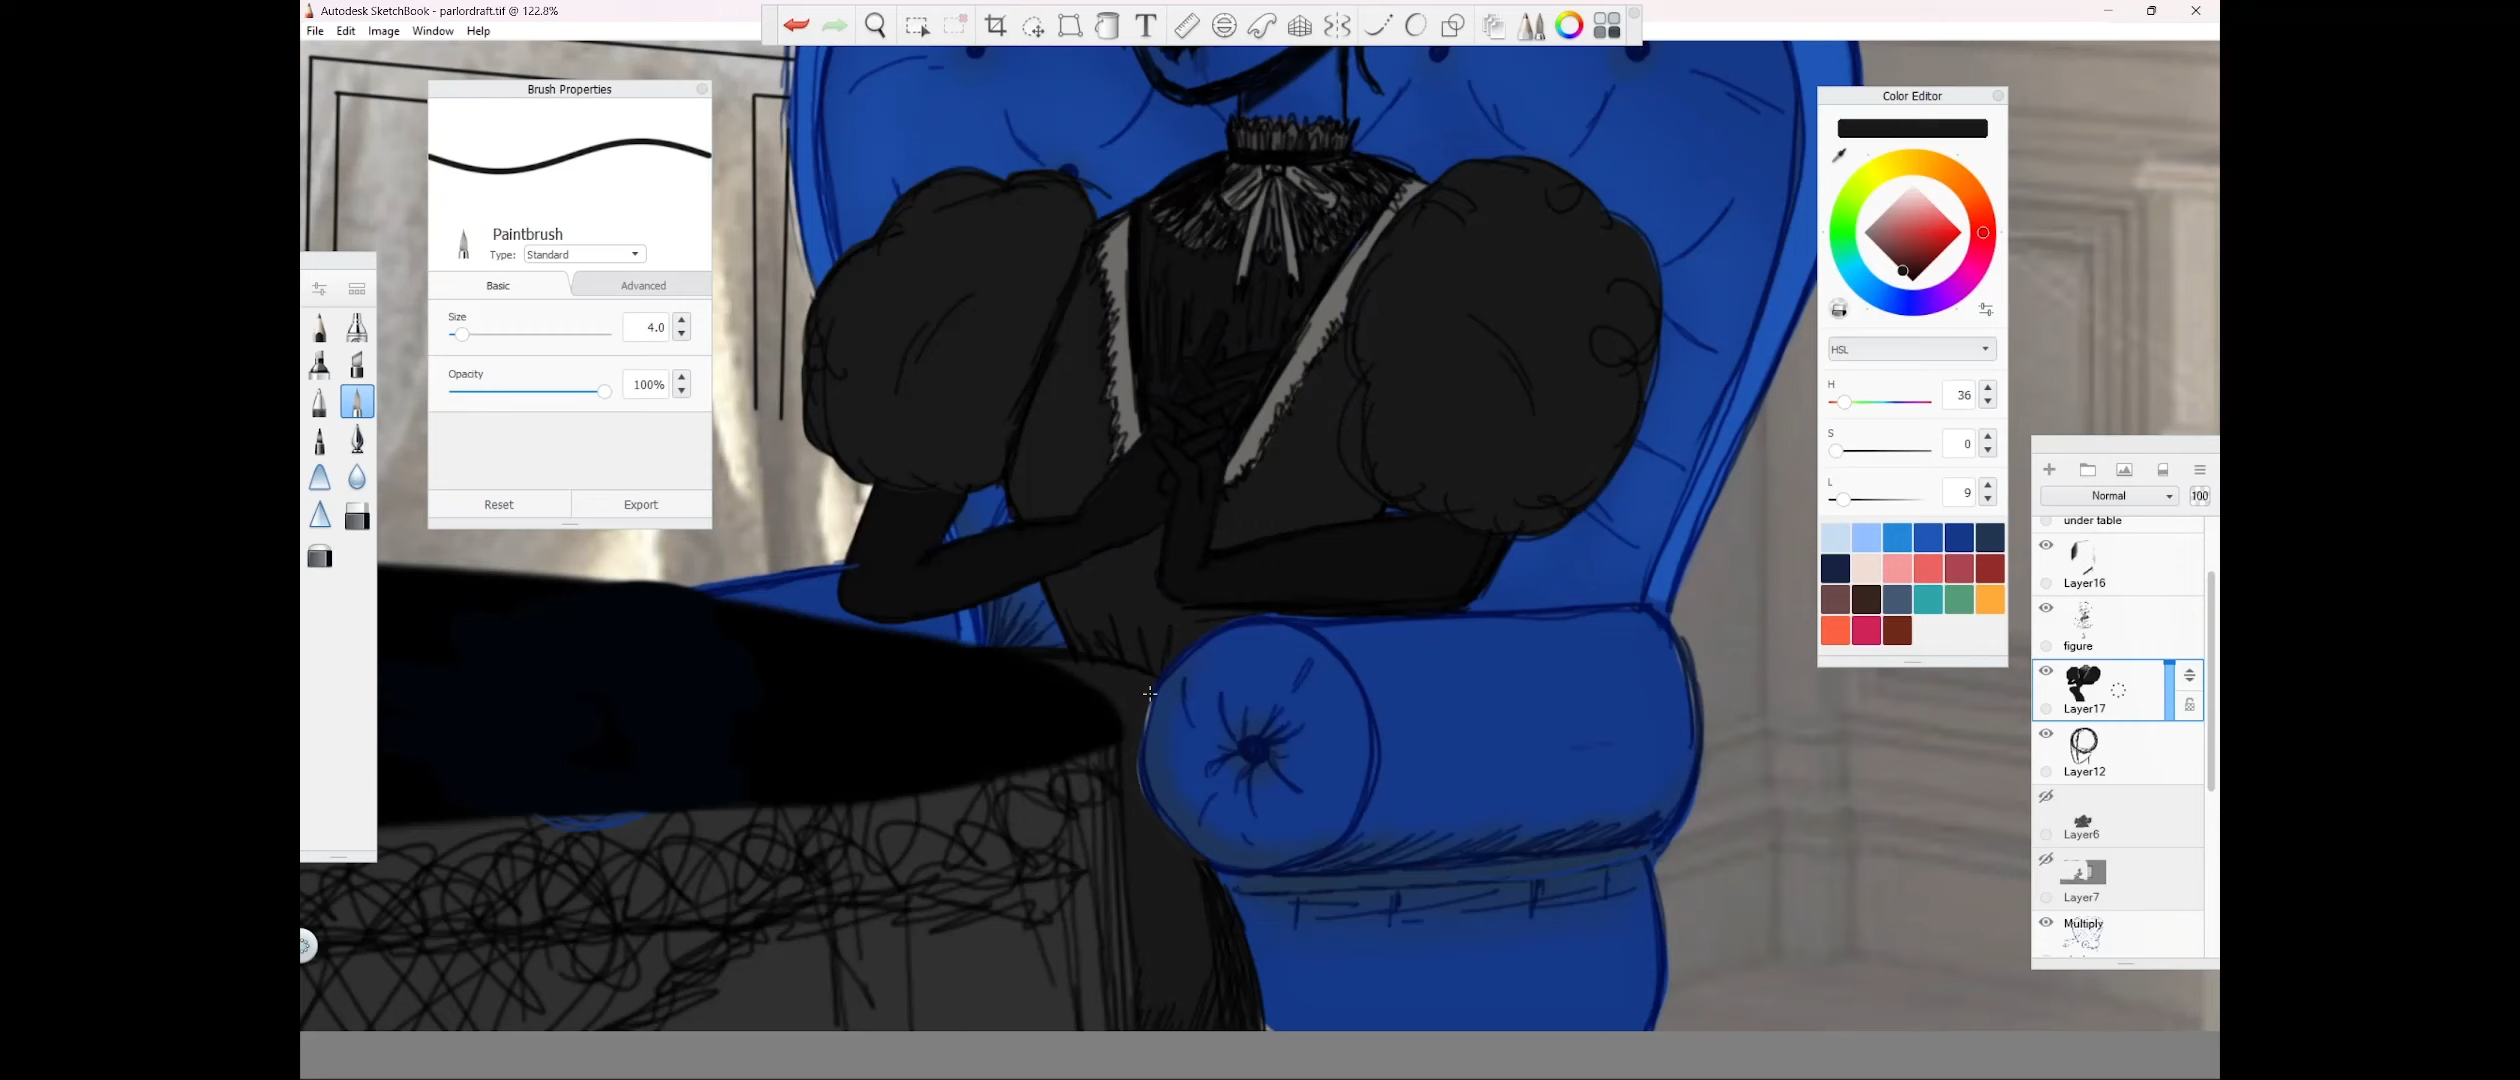 Autodesk SketchBook - parlordraft.tif @ 122.8%
File Edit Image Window Help
T
Brush Properties
Paintbrush
Type: Standard
Basic Advanced
Size
4.0
Opacity
100%
Reset Export
Color Editor
HSL
H
36
S
0
L
9
Normal 100
under table
Layer16
figure
Layer17
Layer12
Layer6
Layer7
Multiply